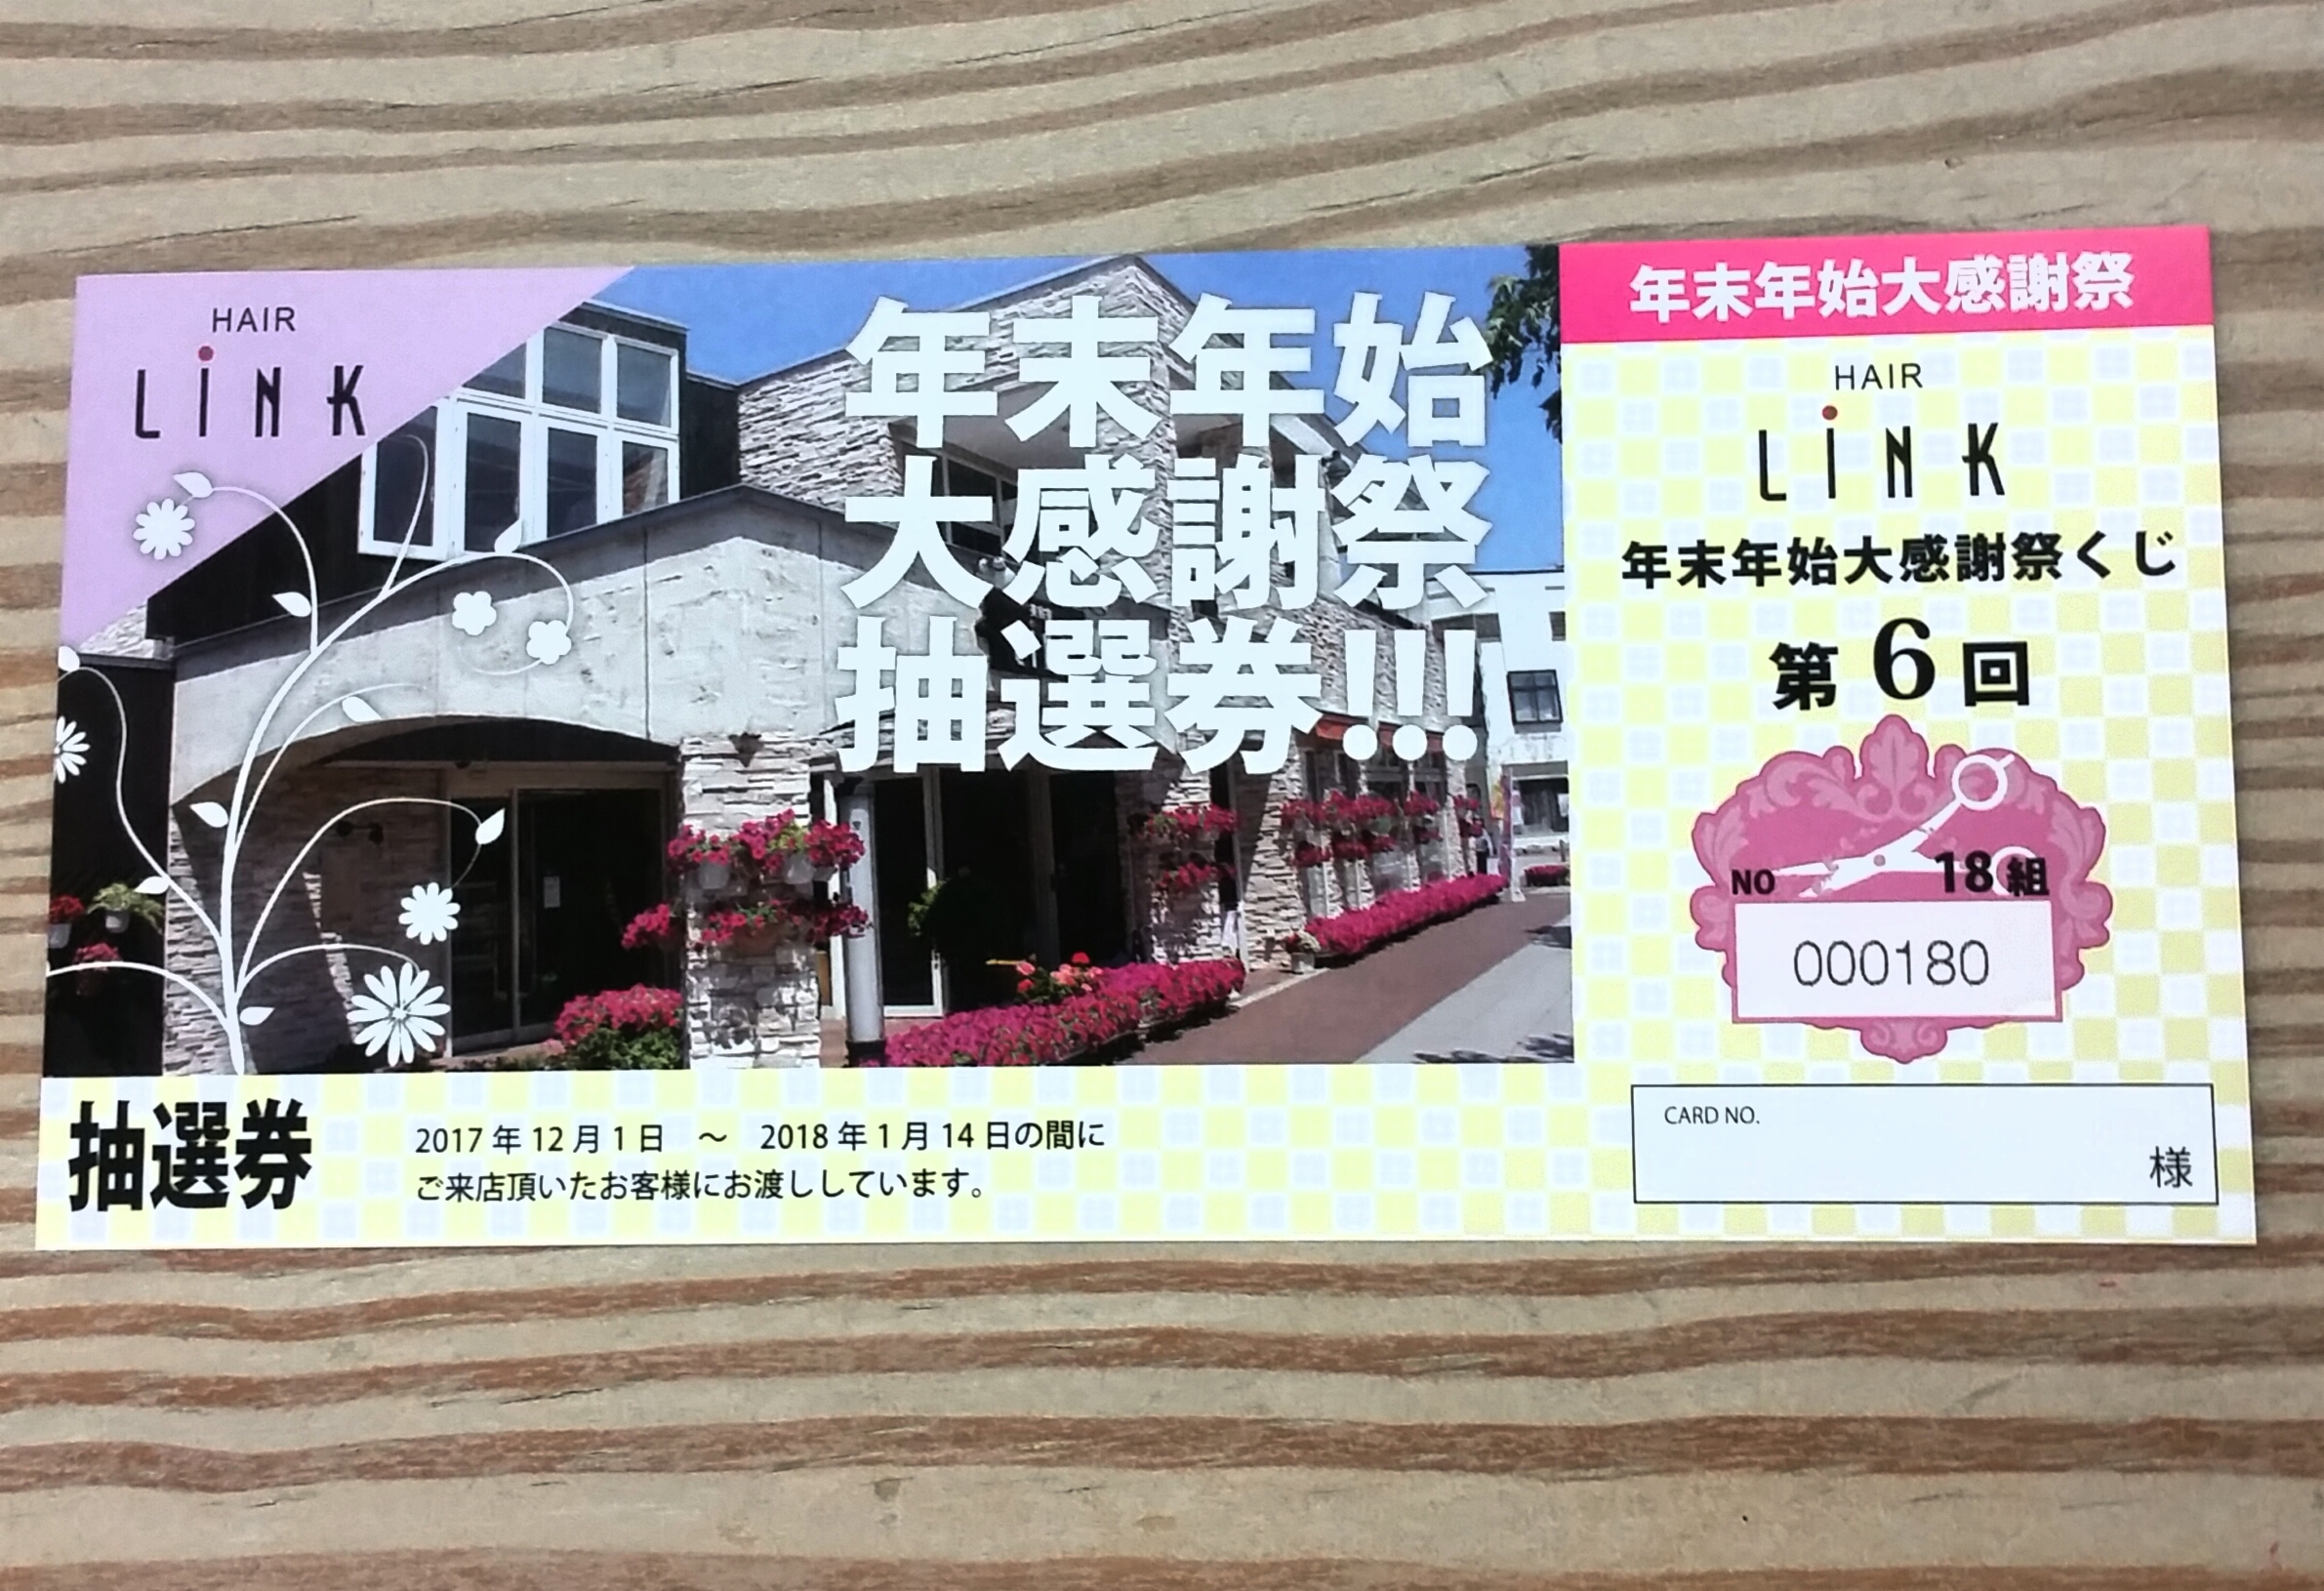 HAIR
LiNK
年末年始
大感謝祭
抽選券!!!
抽選券
2017年12月1日 ～ 2018年1月14日の間に
ご来店頂いたお客様にお渡ししています。
年末年始大感謝祭
HAIR
LiNK
年末年始大感謝祭くじ
第6回
NO 18組
000180
CARD NO.
様